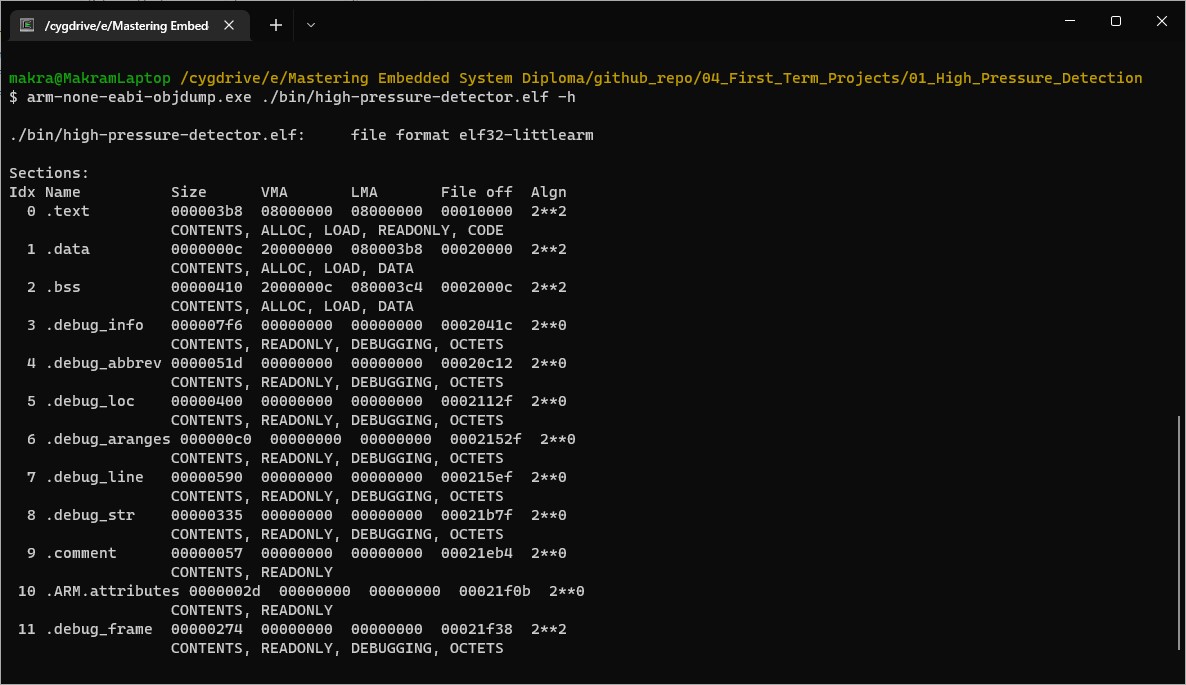 /cygdrive/e/Mastering Embed
makra@MakramLaptop /cygdrive/e/Mastering Embedded System Diploma/github_repo/04_First_Term_Projects/01_High_Pressure_Detection
$ arm-none-eabi-objdump.exe ./bin/high-pressure-detector.elf -h
./bin/high-pressure-detector.elf:     file format elf32-littlearm
Sections:
Idx Name          Size      VMA       LMA       File off  Algn
  0 .text         000003b8  08000000  08000000  00010000  2**2
                  CONTENTS, ALLOC, LOAD, READONLY, CODE
  1 .data         0000000c  20000000  080003b8  00020000  2**2
                  CONTENTS, ALLOC, LOAD, DATA
  2 .bss          00000410  2000000c  080003c4  0002000c  2**2
                  CONTENTS, ALLOC, LOAD, DATA
  3 .debug_info   000007f6  00000000  00000000  0002041c  2**0
                  CONTENTS, READONLY, DEBUGGING, OCTETS
  4 .debug_abbrev 0000051d  00000000  00000000  00020c12  2**0
                  CONTENTS, READONLY, DEBUGGING, OCTETS
  5 .debug_loc    00000400  00000000  00000000  0002112f  2**0
                  CONTENTS, READONLY, DEBUGGING, OCTETS
  6 .debug_aranges 000000c0  00000000  00000000  0002152f  2**0
                  CONTENTS, READONLY, DEBUGGING, OCTETS
  7 .debug_line   00000590  00000000  00000000  000215ef  2**0
                  CONTENTS, READONLY, DEBUGGING, OCTETS
  8 .debug_str    00000335  00000000  00000000  00021b7f  2**0
                  CONTENTS, READONLY, DEBUGGING, OCTETS
  9 .comment      00000057  00000000  00000000  00021eb4  2**0
                  CONTENTS, READONLY
 10 .ARM.attributes 0000002d  00000000  00000000  00021f0b  2**0
                  CONTENTS, READONLY
 11 .debug_frame  00000274  00000000  00000000  00021f38  2**2
                  CONTENTS, READONLY, DEBUGGING, OCTETS